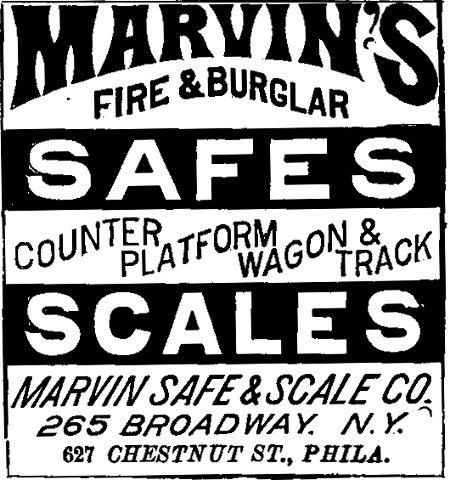 MARVIN'S
FIRE & BURGLAR
SAFES
COUNTER PLATFORM WAGON & TRACK
SCALES
MARVIN SAFE & SCALE CO.
265 BROADWAY. N.Y.
627 CHESTNUT ST., PHILA.